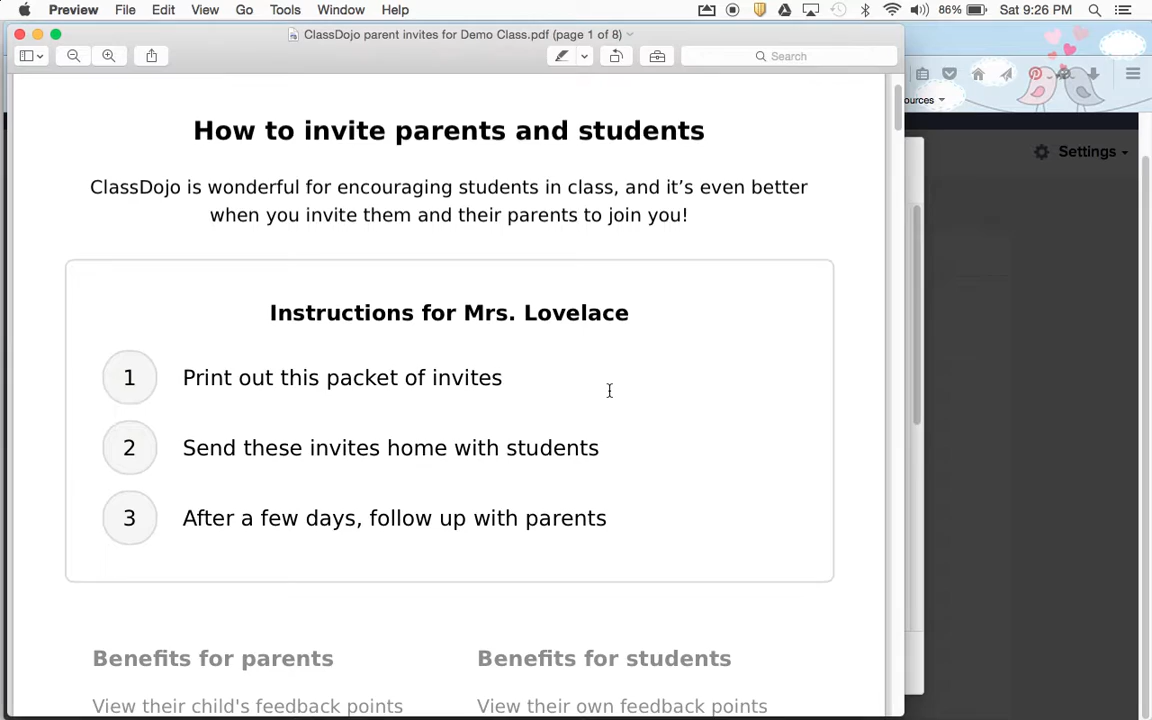 Preview File Edit View Go Tools Window Help 86% Sat 9:26 PM
ClassDojo parent invites for Demo Class.pdf (page 1 of 8)
Search
ources
Settings
How to invite parents and students
ClassDojo is wonderful for encouraging students in class, and it’s even better
when you invite them and their parents to join you!
Instructions for Mrs. Lovelace
1 Print out this packet of invites
2 Send these invites home with students
3 After a few days, follow up with parents
Benefits for parents Benefits for students
View their child's feedback points View their own feedback points